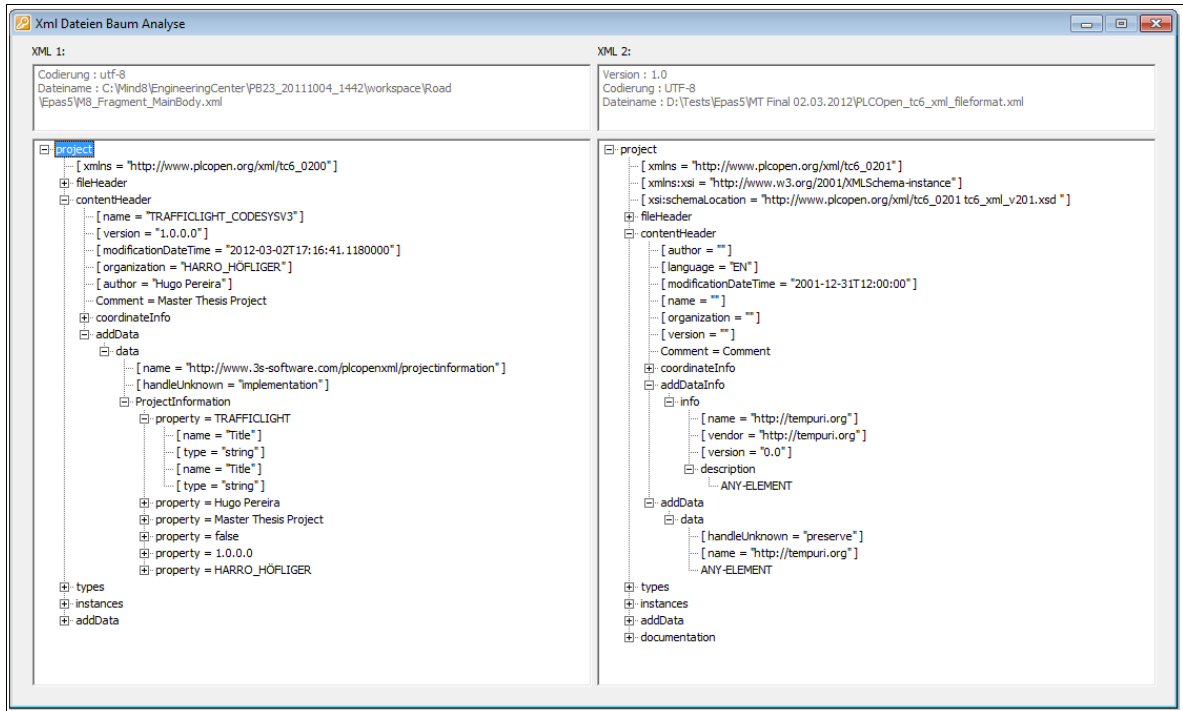 Xml Dateien Baum Analyse
XML 1:
Codierung : utf-8
Dateiname : C:\Mind8\EngineeringCenter\PB23_20111004_1442\workspace\Road
\Epas5\M8_Fragment_MainBody.xml
project
[ xmlns = "http://www.plcopen.org/xml/tc6_0200" ]
fileHeader
contentHeader
[ name = "TRAFFICLIGHT_CODESYSV3" ]
[ version = "1.0.0.0" ]
[ modificationDateTime = "2012-03-02T17:16:41.1180000" ]
[ organization = "HARRO_HÖFLIGER" ]
[ author = "Hugo Pereira" ]
Comment = Master Thesis Project
coordinateInfo
addData
data
[ name = "http://www.3s-software.com/plcopenxml/projectinformation" ]
[ handleUnknown = "implementation" ]
ProjectInformation
property = TRAFFICLIGHT
[ name = "Title" ]
[ type = "string" ]
[ name = "Title" ]
[ type = "string" ]
property = Hugo Pereira
property = Master Thesis Project
property = false
property = 1.0.0.0
property = HARRO_HÖFLIGER
types
instances
addData
XML 2:
Version : 1.0
Codierung : UTF-8
Dateiname : D:\Tests\Epas5\MT Final 02.03.2012\PLCOpen_tc6_xml_fileformat.xml
project
[ xmlns = "http://www.plcopen.org/xml/tc6_0201" ]
[ xmlns:xsi = "http://www.w3.org/2001/XMLSchema-instance" ]
[ xsi:schemaLocation = "http://www.plcopen.org/xml/tc6_0201 tc6_xml_v201.xsd " ]
fileHeader
contentHeader
[ author = "" ]
[ language = "EN" ]
[ modificationDateTime = "2001-12-31T12:00:00" ]
[ name = "" ]
[ organization = "" ]
[ version = "" ]
Comment = Comment
coordinateInfo
addDataInfo
info
[ name = "http://tempuri.org" ]
[ vendor = "http://tempuri.org" ]
[ version = "0.0" ]
description
ANY-ELEMENT
addData
data
[ handleUnknown = "preserve" ]
[ name = "http://tempuri.org" ]
ANY-ELEMENT
types
instances
addData
documentation